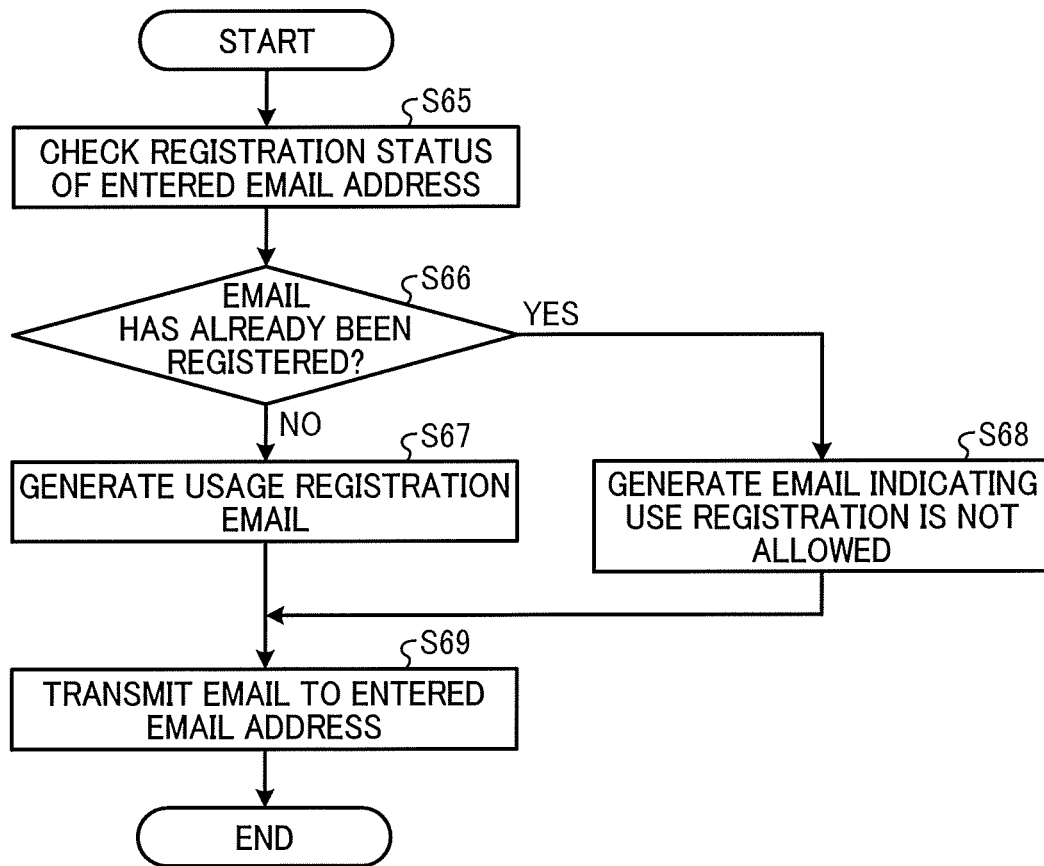 START
S65
CHECK REGISTRATION STATUS
OF ENTERED EMAIL ADDRESS
S66
EMAIL
HAS ALREADY BEEN
REGISTERED?
YES
NO
S67
GENERATE USAGE REGISTRATION
EMAIL
S68
GENERATE EMAIL INDICATING
USE REGISTRATION IS NOT
ALLOWED
S69
TRANSMIT EMAIL TO ENTERED
EMAIL ADDRESS
END